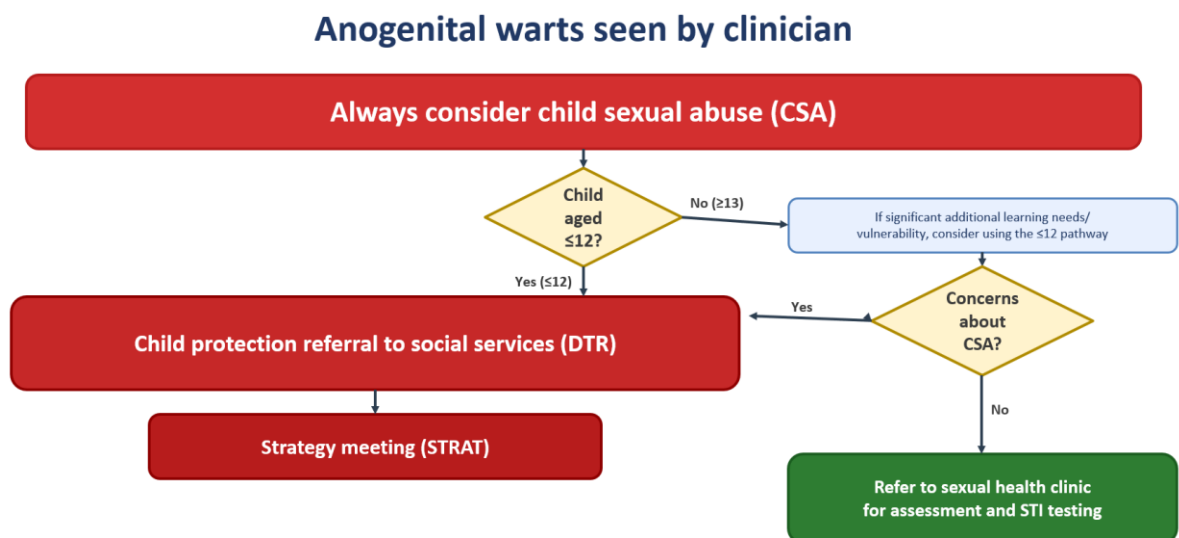 Anogenital warts seen by clinician
Always consider child sexual abuse (CSA)
Child
aged
≤12?
No (≥13)
If significant additional learning needs/
vulnerability, consider using the ≤12 pathway
Yes (≤12)
Concerns
about
CSA?
Yes
Child protection referral to social services (DTR)
No
Strategy meeting (STRAT)
Refer to sexual health clinic
for assessment and STI testing